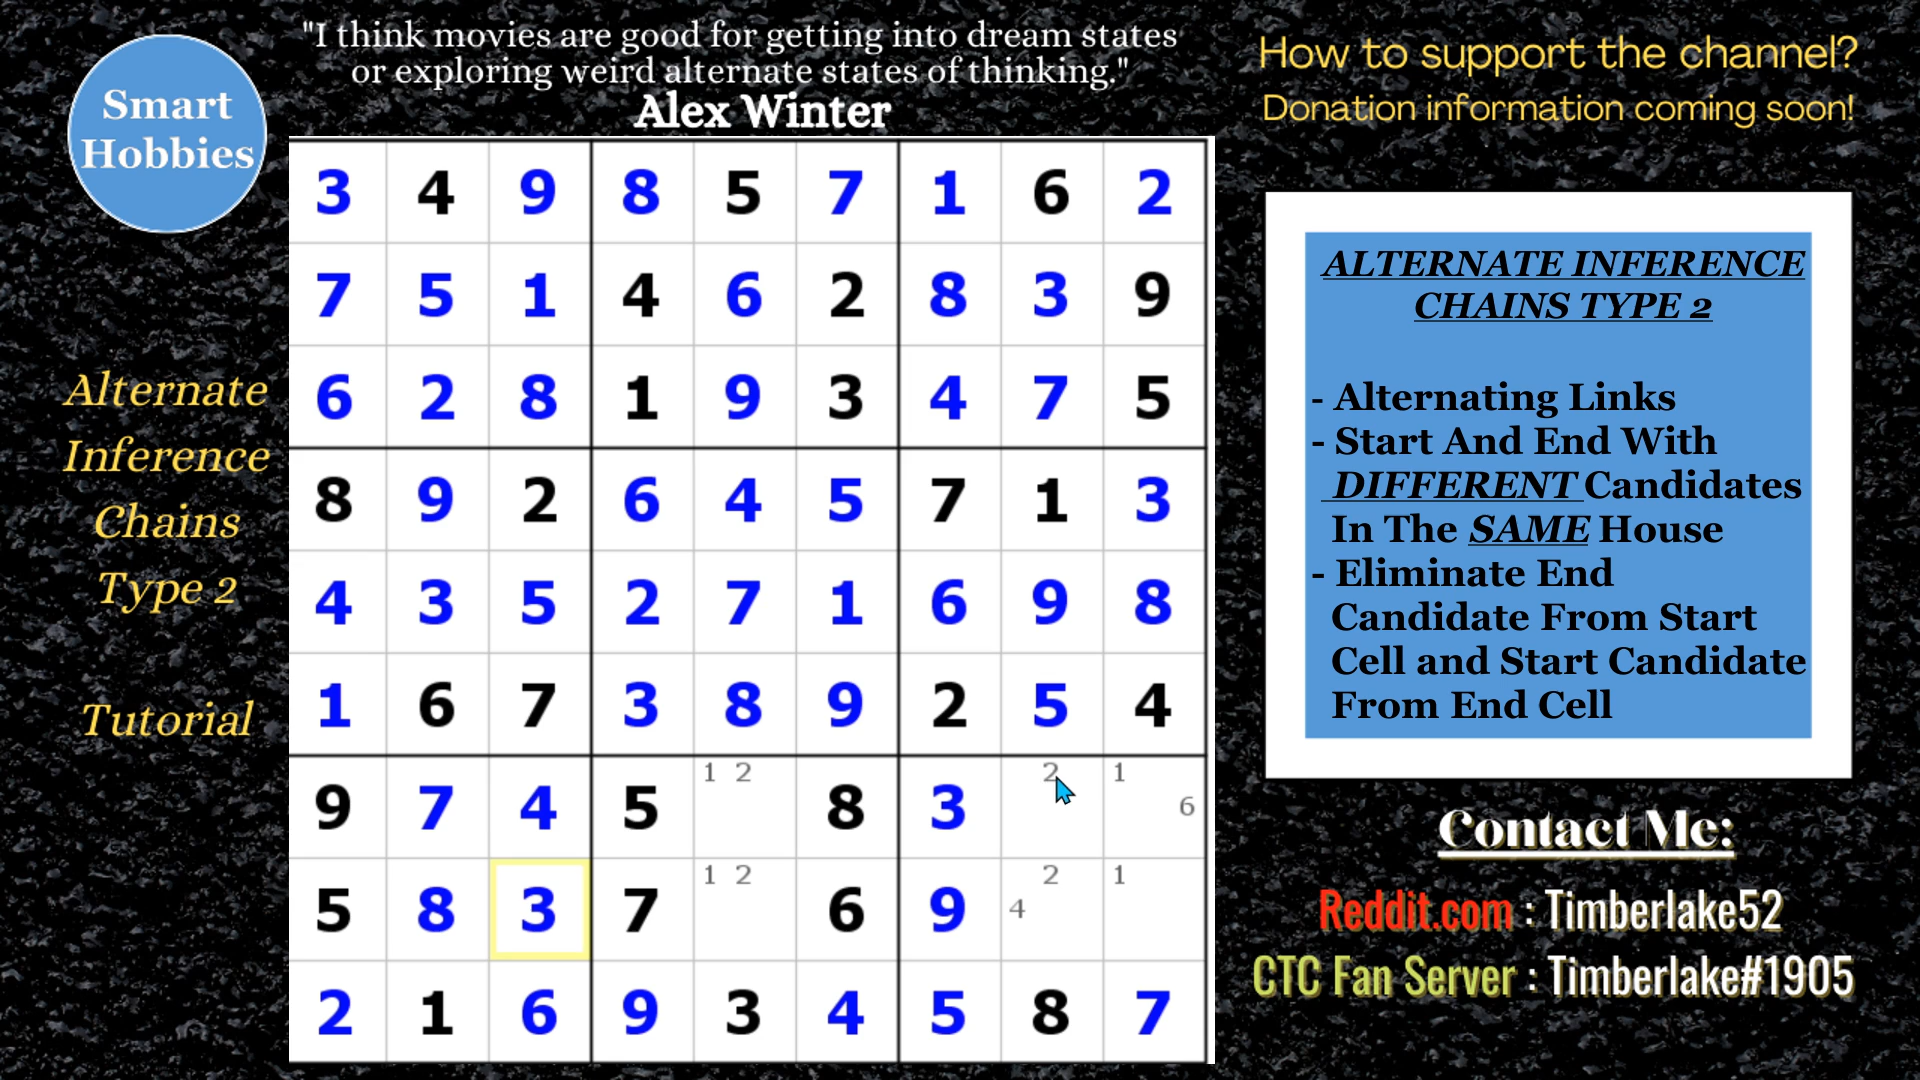 "I think movies are good for getting into dream states
or exploring weird alternate states of thinking."
Alex Winter
Smart
Hobbies
Alternate
Inference
Chains
Type 2
Tutorial
3 4 9 8 5 7 1 6 2
7 5 1 4 6 2 8 3 9
6 2 8 1 9 3 4 7 5
8 9 2 6 4 5 7 1 3
4 3 5 2 7 1 6 9 8
1 6 7 3 8 9 2 5 4
1 2 2 1
9 7 4 5 8 3 6
1 2 2 1
5 8 3 7 6 9 4
2 1 6 9 3 4 5 8 7
How to support the channel?
Donation information coming soon!
ALTERNATE INFERENCE
CHAINS TYPE 2
- Alternating Links
- Start And End With
DIFFERENT Candidates
In The SAME House
- Eliminate End
Candidate From Start
Cell and Start Candidate
From End Cell
Contact Me:
Reddit.com : Timberlake52
CTC Fan Server : Timberlake#1905